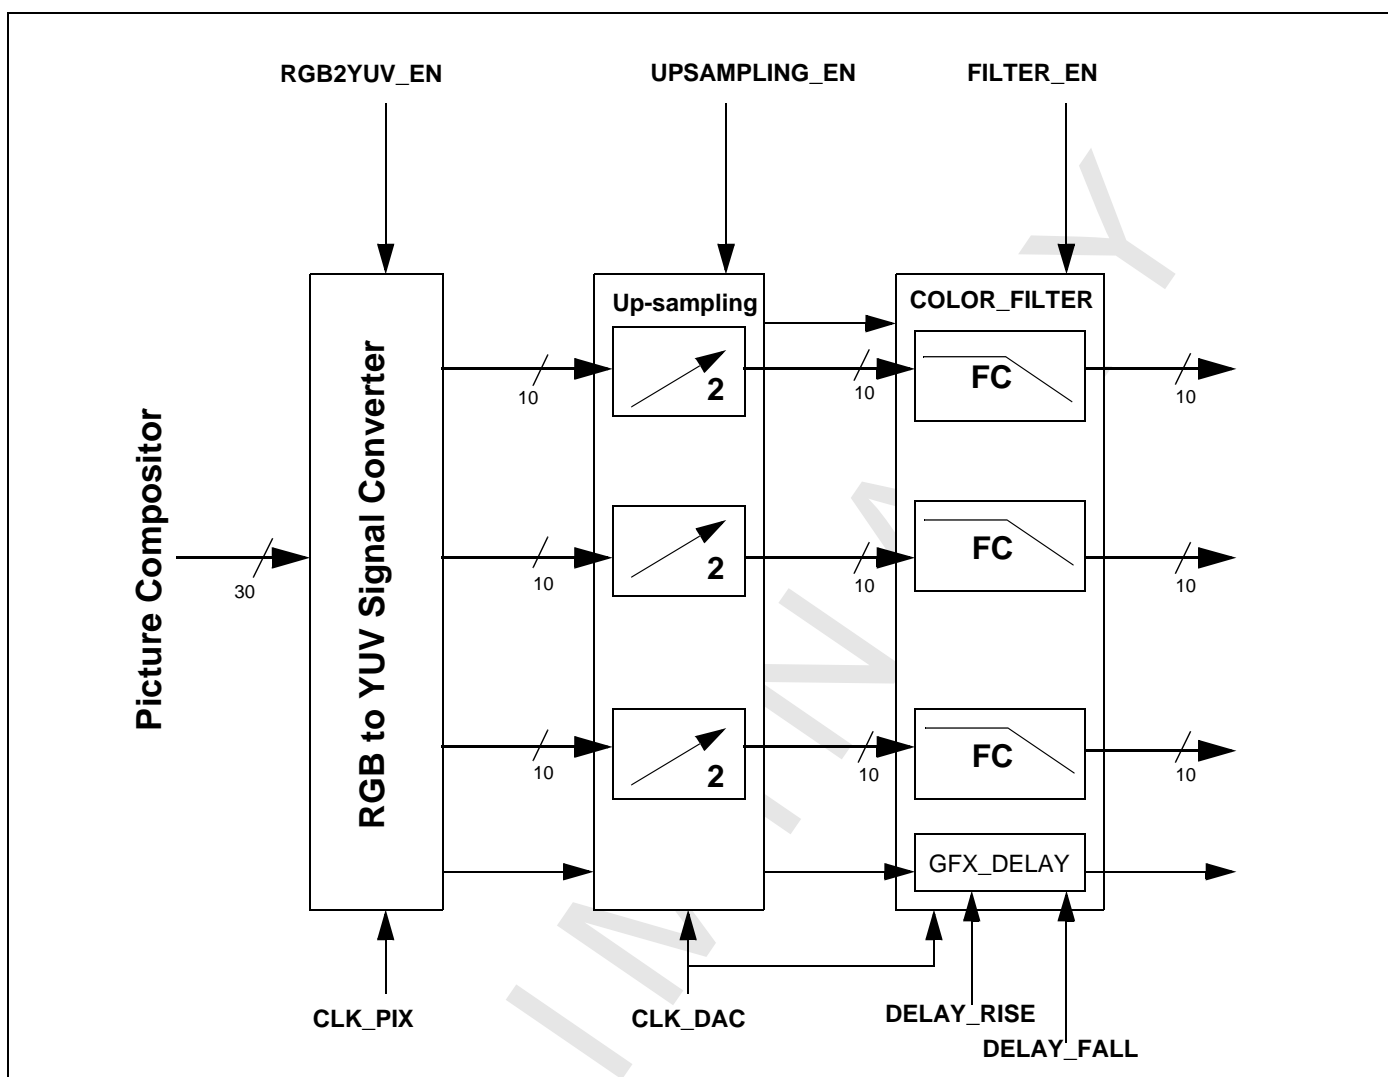 RGB2YUV_EN
UPSAMPLING_EN
FILTER_EN
Picture Compositor
30
RGB to YUV Signal Converter
10
10
10
Up-sampling
2
2
2
10
10
10
COLOR_FILTER
FC
FC
FC
GFX_DELAY
10
10
10
CLK_PIX
CLK_DAC
DELAY_RISE
DELAY_FALL
I M I N A Y